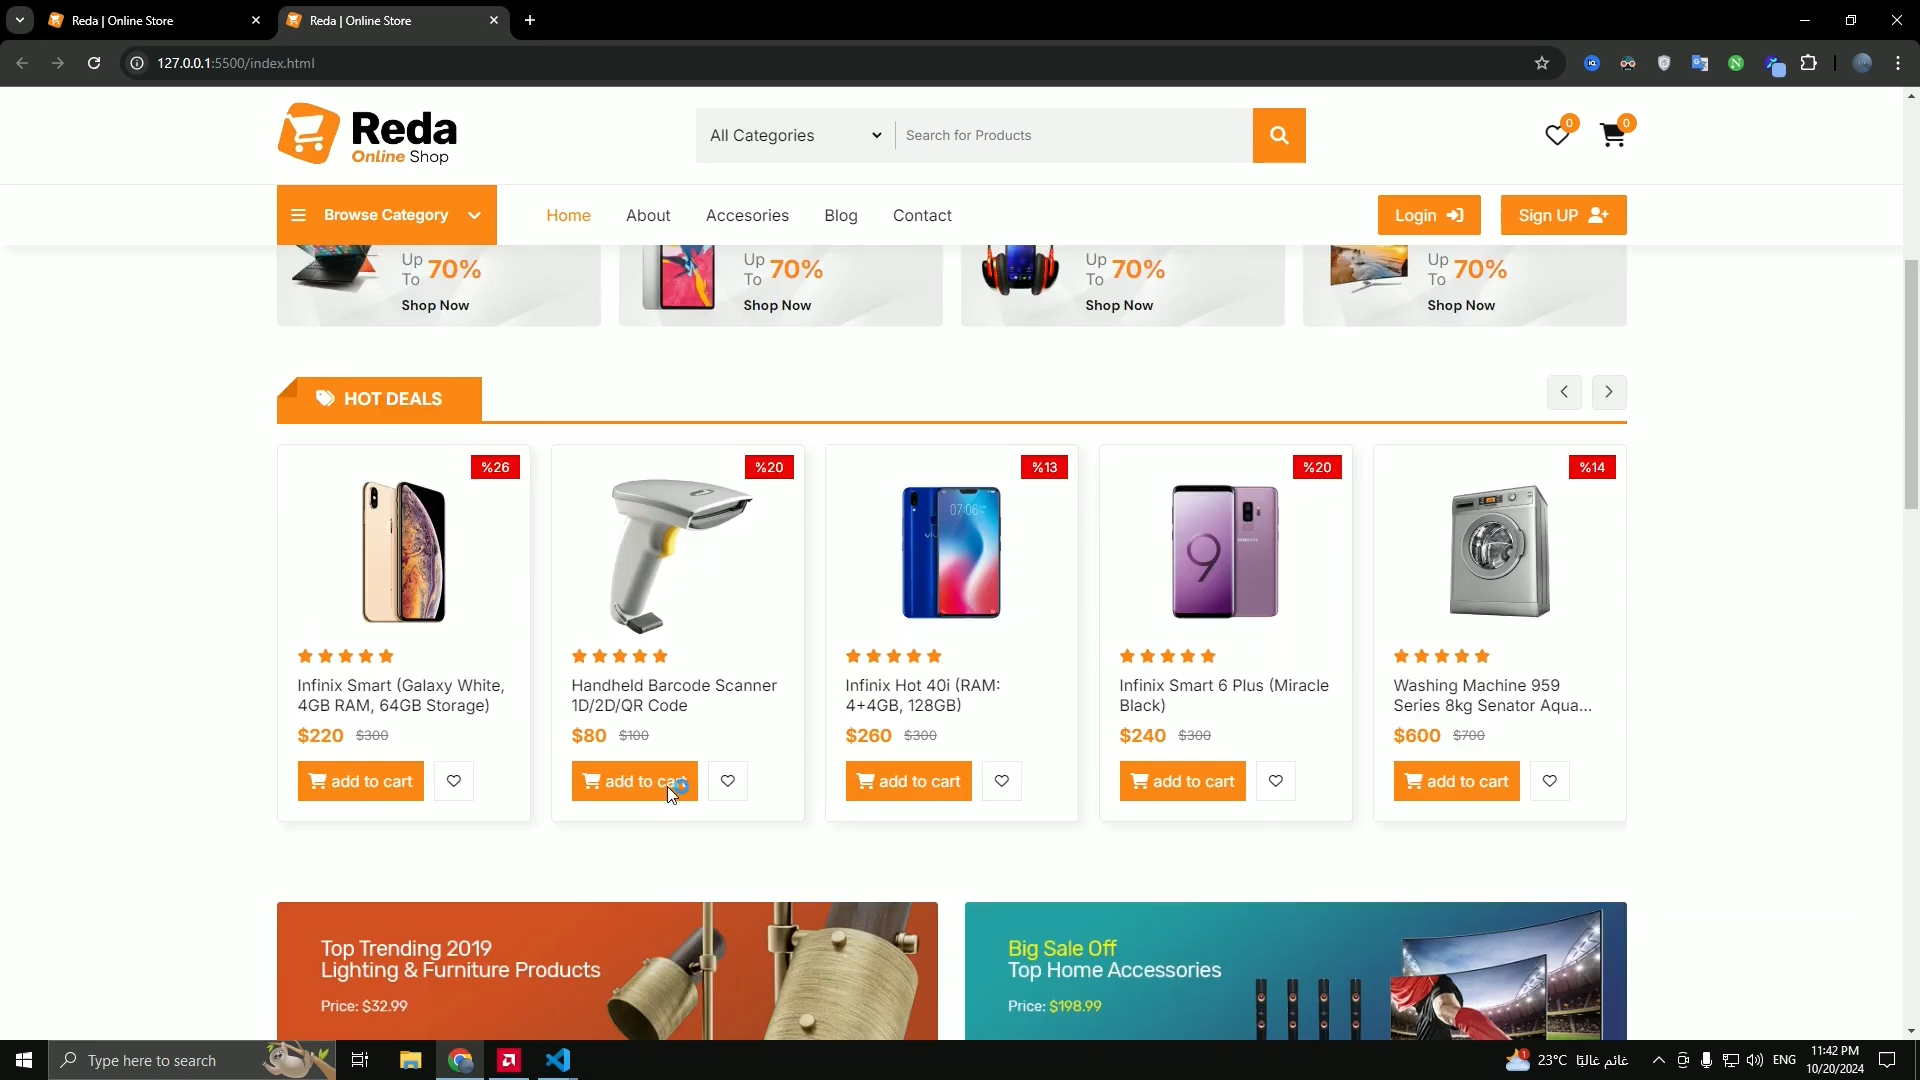 Reda | Online Store
Reda | Online Store
127.0.0.1:5500/index.html
Reda
Online Shop
All Categories
Search for Products
0
0
Browse Category
Home
About
Accesories
Blog
Contact
Login
Sign UP
Up
To
70%
Shop Now
Up
To
70%
Shop Now
Up
To
70%
Shop Now
Up
To
70%
Shop Now
HOT DEALS
%26
Infinix Smart (Galaxy White,
4GB RAM, 64GB Storage)
$220 $300
add to cart
%20
Handheld Barcode Scanner
1D/2D/QR Code
$80 $100
add to cart
%13
07:06
Infinix Hot 40i (RAM:
4+4GB, 128GB)
$260 $300
add to cart
%20
9
SAMSUNG
Infinix Smart 6 Plus (Miracle
Black)
$240 $300
add to cart
%14
Washing Machine 959
Series 8kg Senator Aqua...
$600 $700
add to cart
Top Trending 2019
Lighting & Furniture Products
Price: $32.99
Big Sale Off
Top Home Accessories
Price: $198.99
Type here to search
1
23°C غائم غالبًا
ENG
11:42 PM
10/20/2024